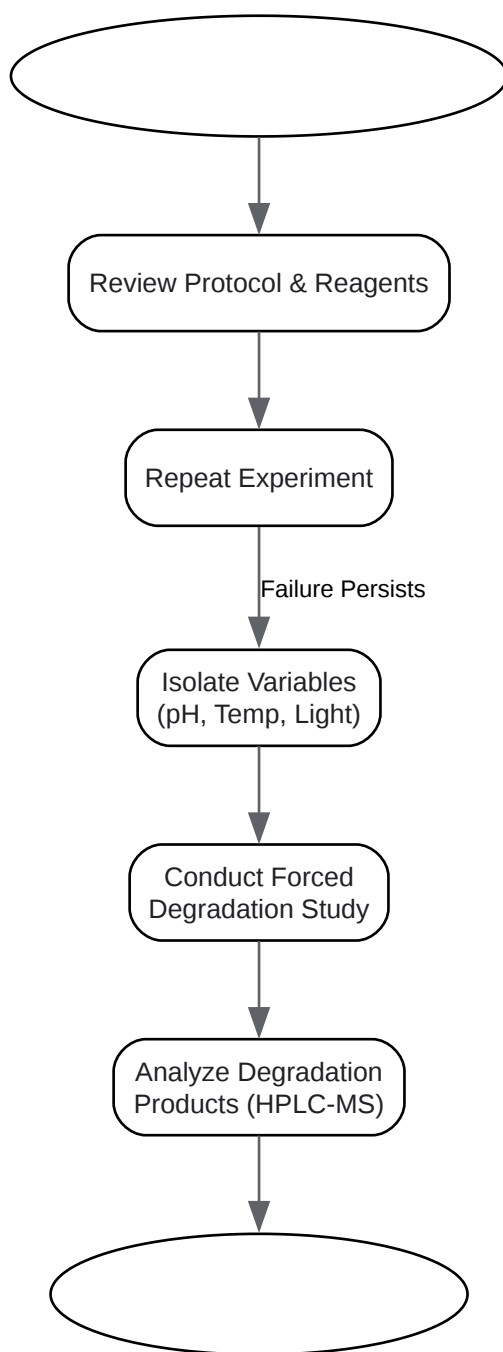 Review Protocol & Reagents
Repeat Experiment
Failure Persists
Isolate Variables
(pH, Temp, Light)
Conduct Forced
Degradation Study
Analyze Degradation
Products (HPLC-MS)